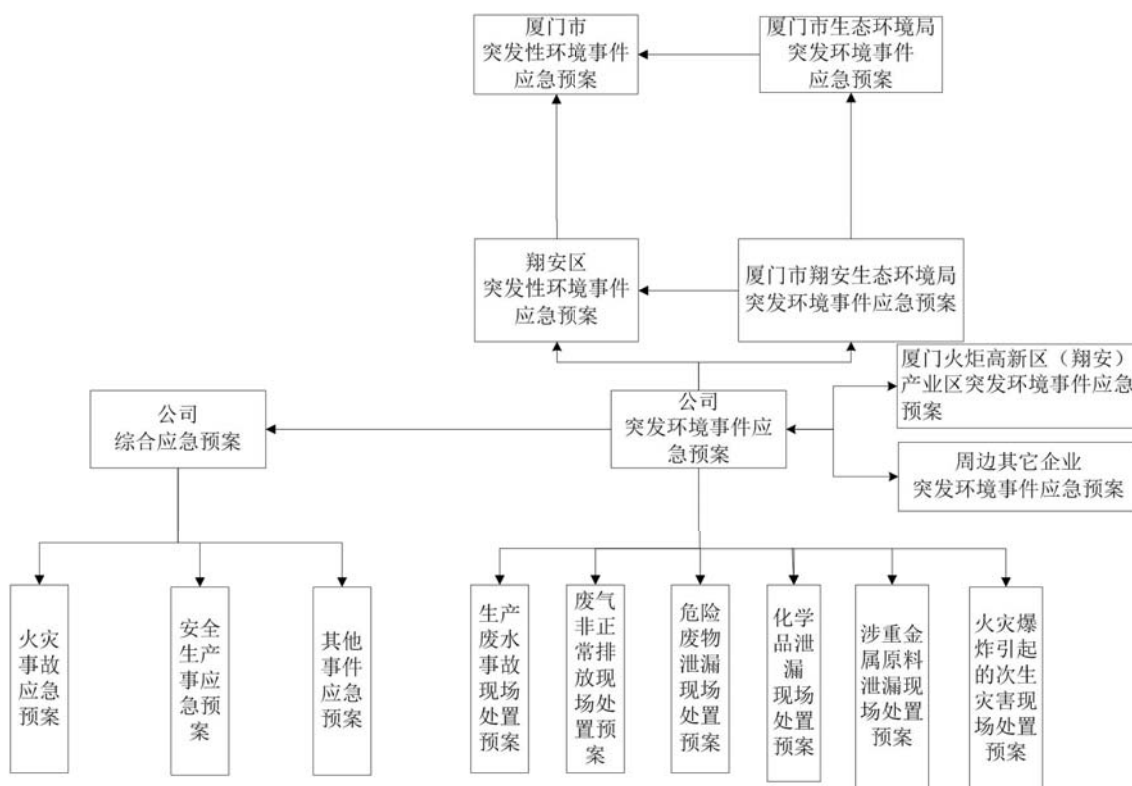 厦门市
突发性环境事件
应急预案
厦门市生态环境局
突发环境事件
应急预案
翔安区
突发性环境事件
应急预案
厦门市翔安生态环境局
突发环境事件应急预案
厦门火炬高新区（翔安）
产业区突发环境事件应急
预案
公司
综合应急预案
公司
突发环境事件应
急预案
周边其它企业
突发环境事件应急预案
火灾
事故
应急
预案
安全
生产
事应
急预
案
其他
事件
应急
预案
生产
废水
事故
现场
处置
预案
废气
非正
常排
放现
场处
置预
案
危险
废物
泄漏
现场
处置
预案
化学
品泄
漏
现场
处置
预案
涉重金
属原料
泄漏现
场处置
预案
火灾爆
炸引起
的次生
灾害现
场处置
预案